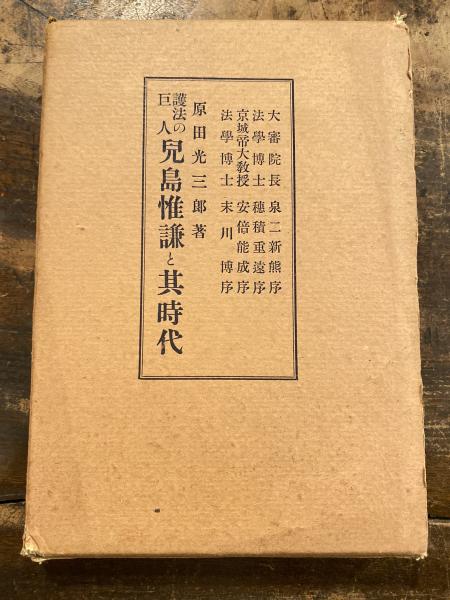 大審院長 泉二新熊序
法學博士 穗積重遠序
京城帝大敎授 安倍能成序
法學博士 末川博序
原田光三郎著
護法の巨人 兒島惟謙と其時代